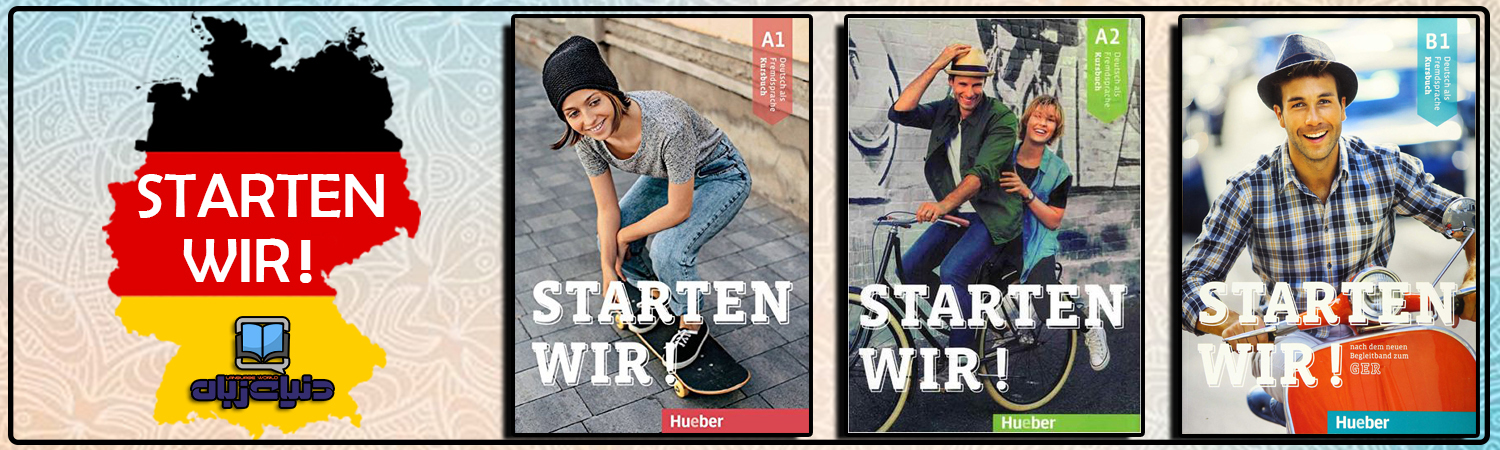 STARTEN
WIR!
LANGUAGE WORLD
دنیای زبان
A1
Deutsch als
Fremdsprache
Kursbuch
STARTEN
WIR!
Hueber
A2
Deutsch als
Fremdsprache
Kursbuch
STARTEN
WIR!
Hueber
B1
Deutsch als
Fremdsprache
Kursbuch
STARTEN
WIR!
nach dem neuen
Begleitband zum
GER
Hueber